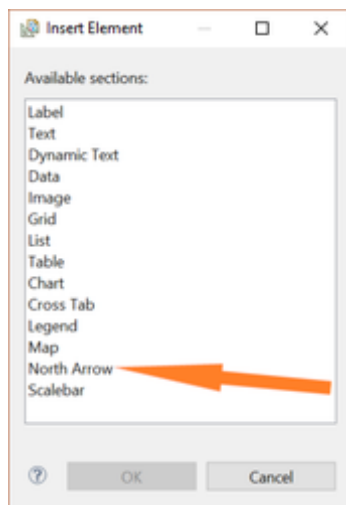 Insert Element
Available sections:
Label
Text
Dynamic Text
Data
Image
Grid
List
Table
Chart
Cross Tab
Legend
Map
North Arrow
Scalebar
? OK Cancel